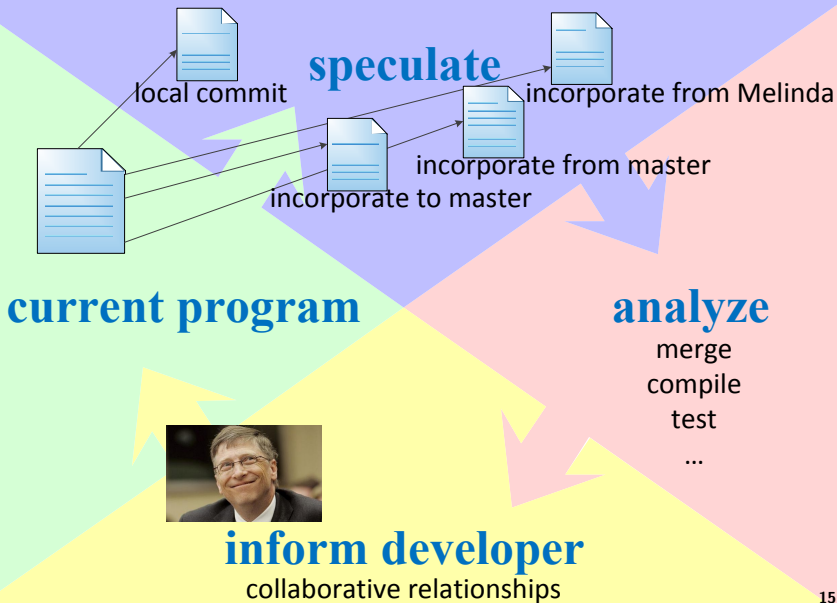 speculate
local commit
incorporate from Melinda
incorporate from master
incorporate to master
current program
analyze
merge
compile
test
…
inform developer
collaborative relationships
15